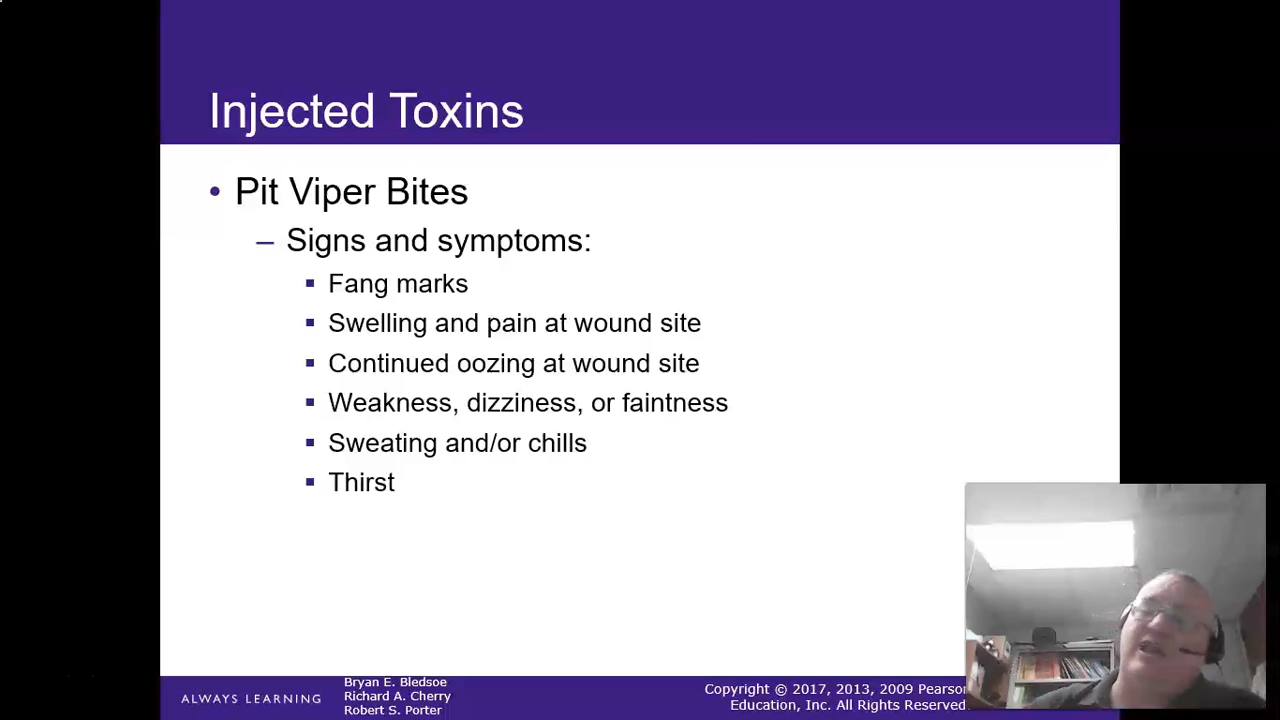 Injected Toxins
• Pit Viper Bites
– Signs and symptoms:
▪ Fang marks
▪ Swelling and pain at wound site
▪ Continued oozing at wound site
▪ Weakness, dizziness, or faintness
▪ Sweating and/or chills
▪ Thirst
ALWAYS LEARNING
Bryan E. Bledsoe
Richard A. Cherry
Robert S. Porter
Copyright © 2017, 2013, 2009 Pearson
Education, Inc. All Rights Reserved.